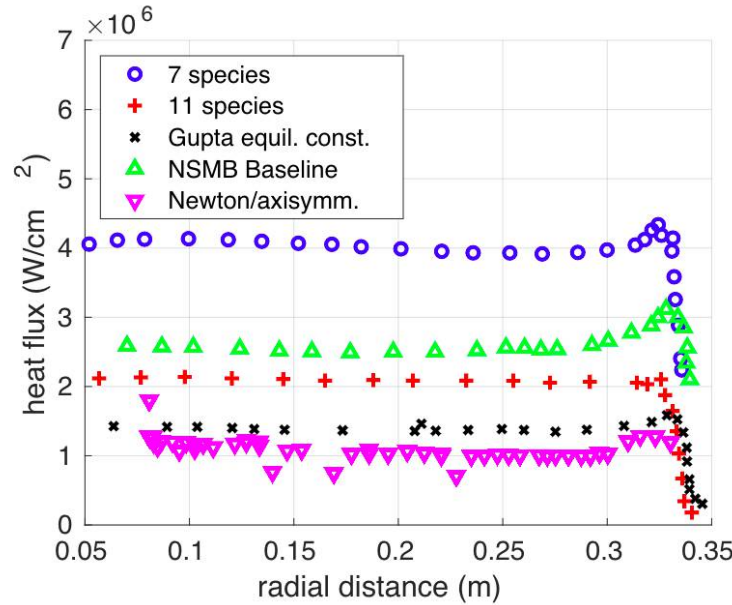 ×10 6
7
6
5
4
3
2
1
0
heat flux (W/cm 2)
7 species
11 species
Gupta equil. const.
NSMB Baseline
Newton/axisymm.
0.05 0.1 0.15 0.2 0.25 0.3 0.35
radial distance (m)